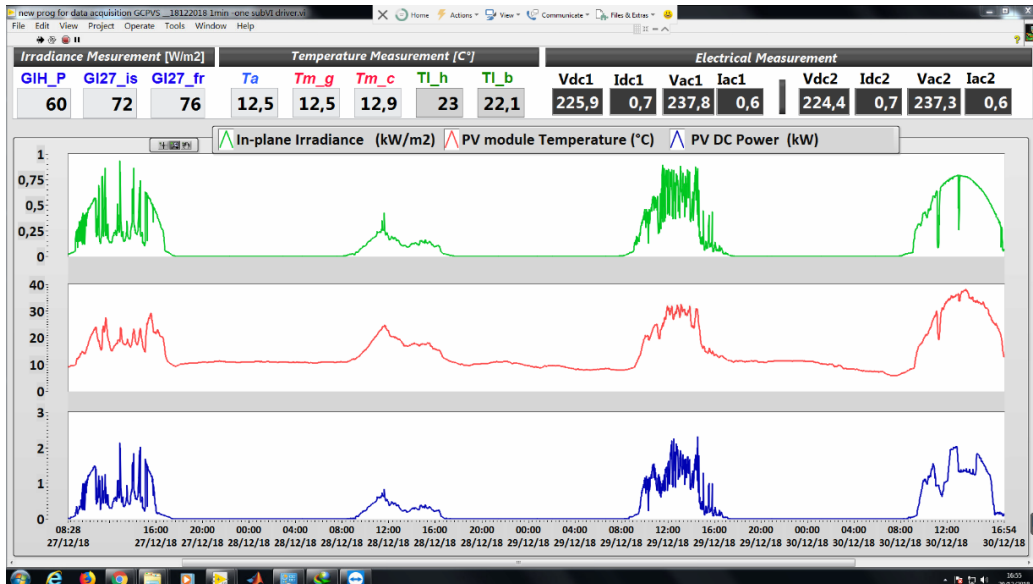 new prog for data acquisition GCPVS _18122018 1min -one subVI driver.vi
Home Actions View Communicate Files & Extras
File Edit View Project Operate Tools Window Help
Irradiance Mesurement [W/m2] Temperature Measurement [C°] Electrical Measurement
GIH_P GI27_is GI27_fr Ta Tm_g Tm_c TI_h TI_b Vdc1 Idc1 Vac1 Iac1 Vdc2 Idc2 Vac2 Iac2
60 72 76 12,5 12,5 12,9 23 22,1 225,9 0,7 237,8 0,6 224,4 0,7 237,3 0,6
In-plane Irradiance (kW/m2) PV module Temperature (°C) PV DC Power (kW)
1
0,75
0,5
0,25
0
40
30
20
10
0
3
2
1
0
08:28 16:00 20:00 00:00 04:00 08:00 12:00 16:00 20:00 00:00 04:00 08:00 12:00 16:00 20:00 00:00 04:00 08:00 12:00 16:54
27/12/18 27/12/18 27/12/18 28/12/18 28/12/18 28/12/18 28/12/18 28/12/18 28/12/18 29/12/18 29/12/18 29/12/18 29/12/18 29/12/18 29/12/18 30/12/18 30/12/18 30/12/18 30/12/18 30/12/18
16:55